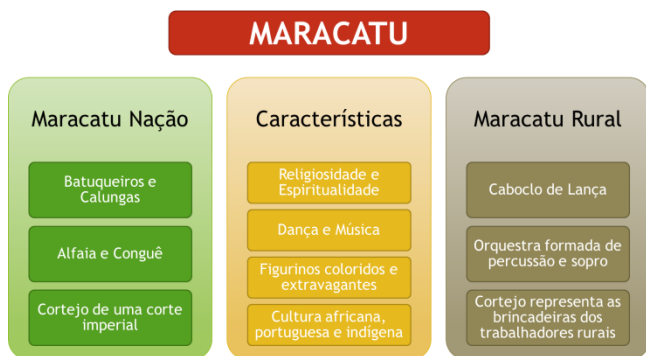 MARACATU
Maracatu Nação
Batuqueiros e
Calungas
Alfaia e Conguê
Cortejo de uma corte
imperial
Características
Religiosidade e
Espiritualidade
Dança e Música
Figurinos coloridos e
extravagantes
Cultura africana,
portuguesa e indígena
Maracatu Rural
Caboclo de Lança
Orquestra formada de
percussão e sopro
Cortejo representa as
brincadeiras dos
trabalhadores rurais